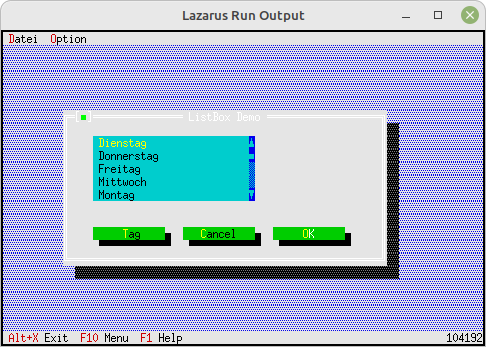 Lazarus Run Output
Datei Option
ListBox Demo
Dienstag
Donnerstag
Freitag
Mittwoch
Montag
Tag Cancel OK
Alt+X Exit F10 Menu F1 Help 104192